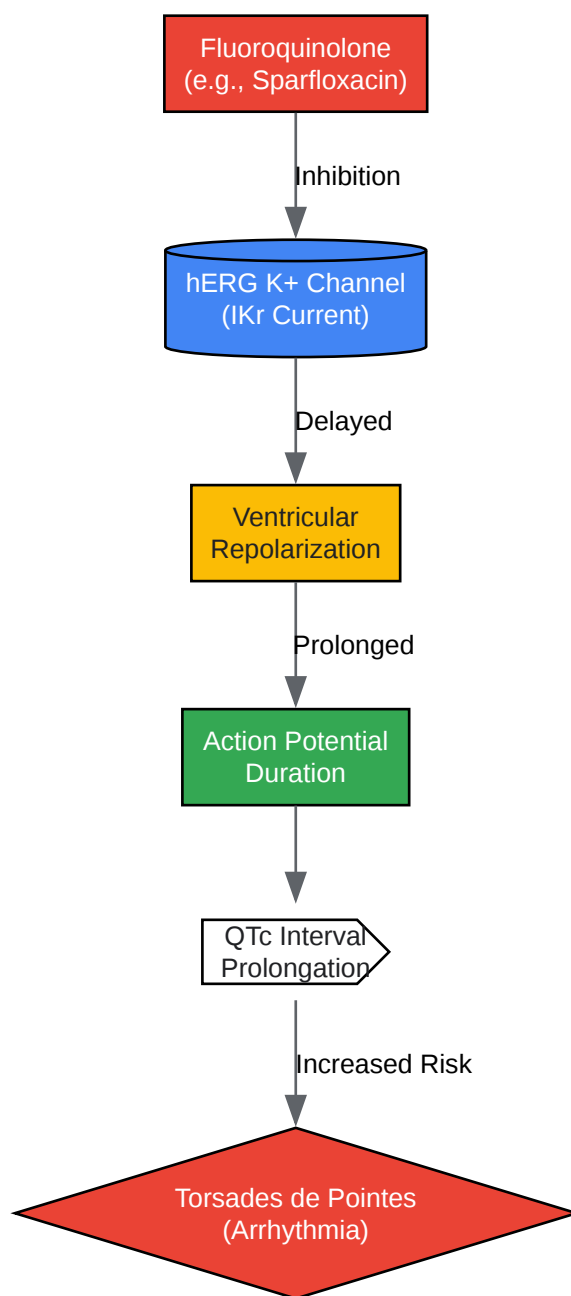 Fluoroquinolone
(e.g., Sparfloxacin)
Inhibition
hERG K+ Channel
(IKr Current)
Delayed
Ventricular
Repolarization
Prolonged
Action Potential
Duration
QTc Interval
Prolongation
Increased Risk
Torsades de Pointes
(Arrhythmia)